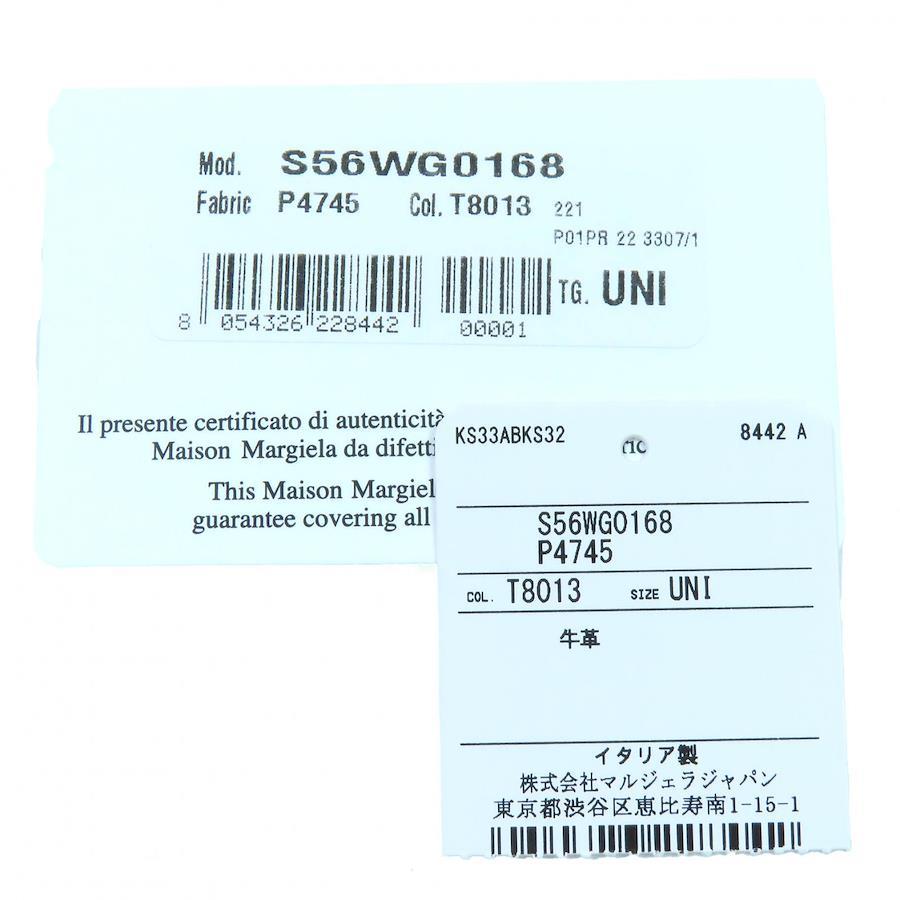 Mod. S56WG0168
Fabric P4745 Col. T8013 221
P01PR 22 3307/1
TG. UNI
8 054326 228442 00001
Il presente certificato di autenticità
Maison Margiela da difetti
This Maison Margiel
guarantee covering all
KS33ABKS32 8442 A
S56WG0168
P4745
COL. T8013 SIZE UNI
牛革
イタリア製
株式会社マルジェラジャパン
東京都渋谷区恵比寿南1-15-1